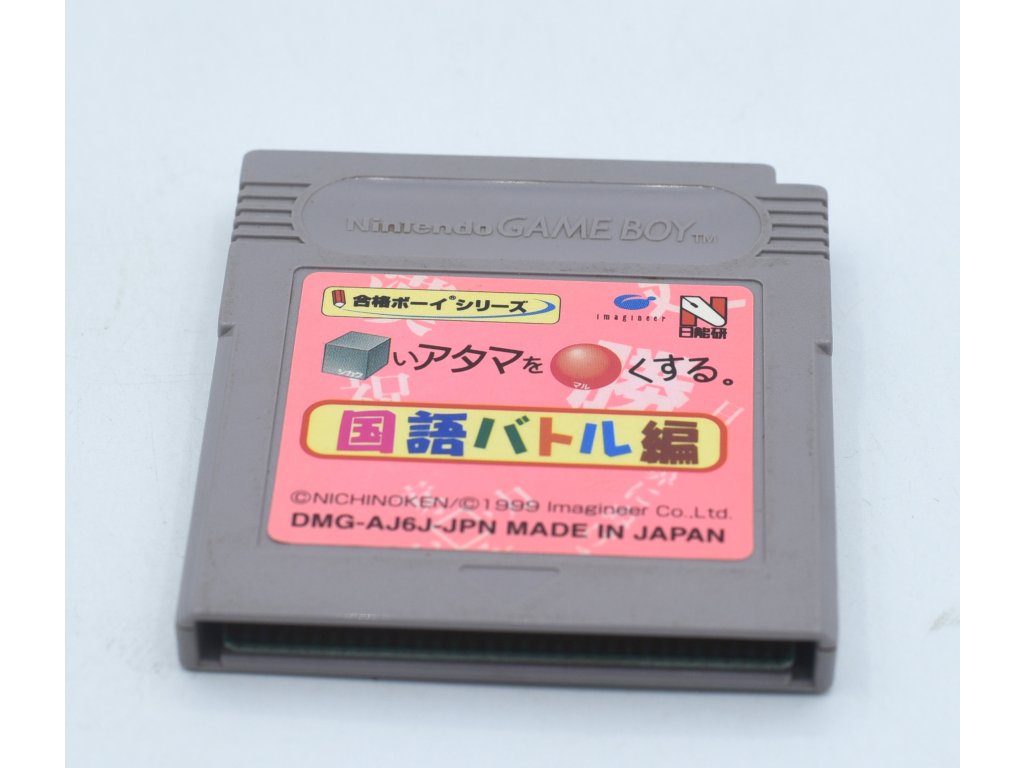 Nintendo GAME BOY TM
合格ボーイ®シリーズ
imagineer
N 日能研
シカク いアタマを マル くする。
国語バトル編
©NICHINOKEN/©1999 Imagineer Co.,Ltd.
DMG-AJ6J-JPN MADE IN JAPAN